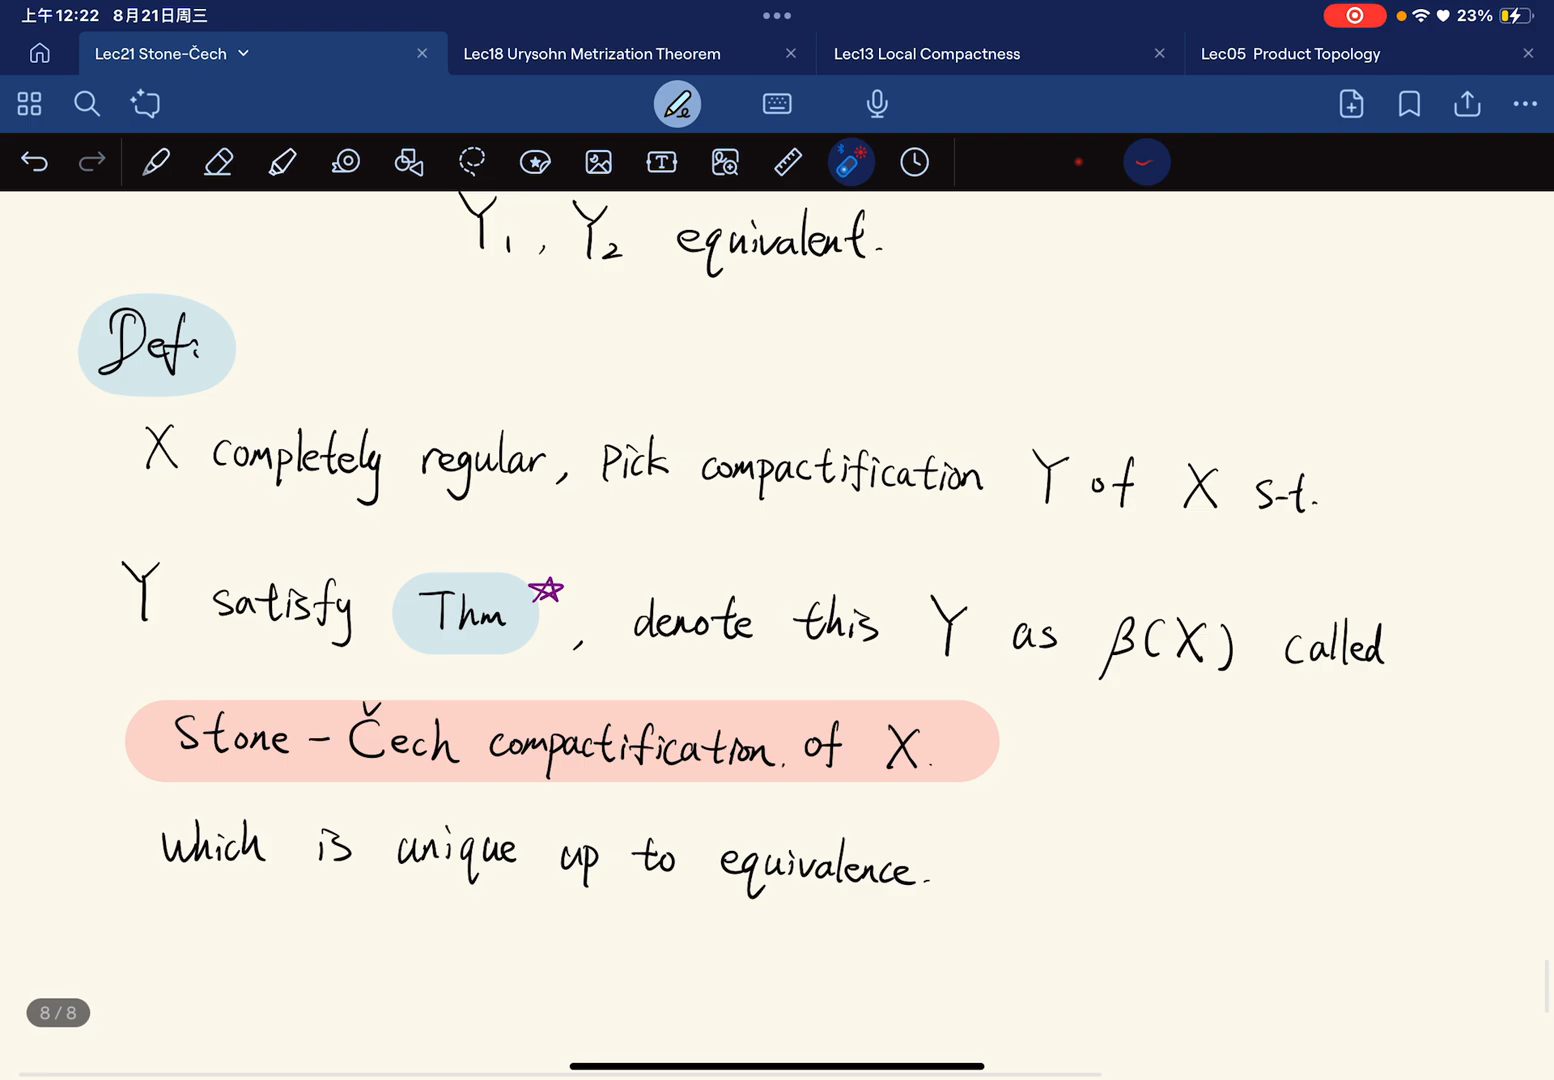 上午12:22 8月21日周三
23%
Lec21 Stone-Čech
Lec18 Urysohn Metrization Theorem
Lec13 Local Compactness
Lec05 Product Topology
Y₁, Y₂ equivalent.
Def:
X completely regular, Pick compactification Y of X s.t.
Y satisfy Thm☆, denote this Y as β(X) called
Stone-Čech compactification of X.
which is unique up to equivalence.
8/8